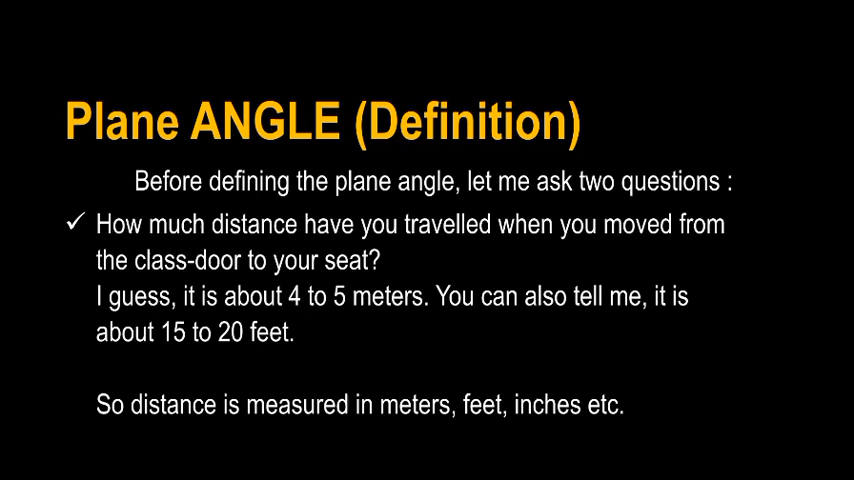 Plane ANGLE (Definition)
Before defining the plane angle, let me ask two questions :
✓ How much distance have you travelled when you moved from
the class-door to your seat?
I guess, it is about 4 to 5 meters. You can also tell me, it is
about 15 to 20 feet.
So distance is measured in meters, feet, inches etc.